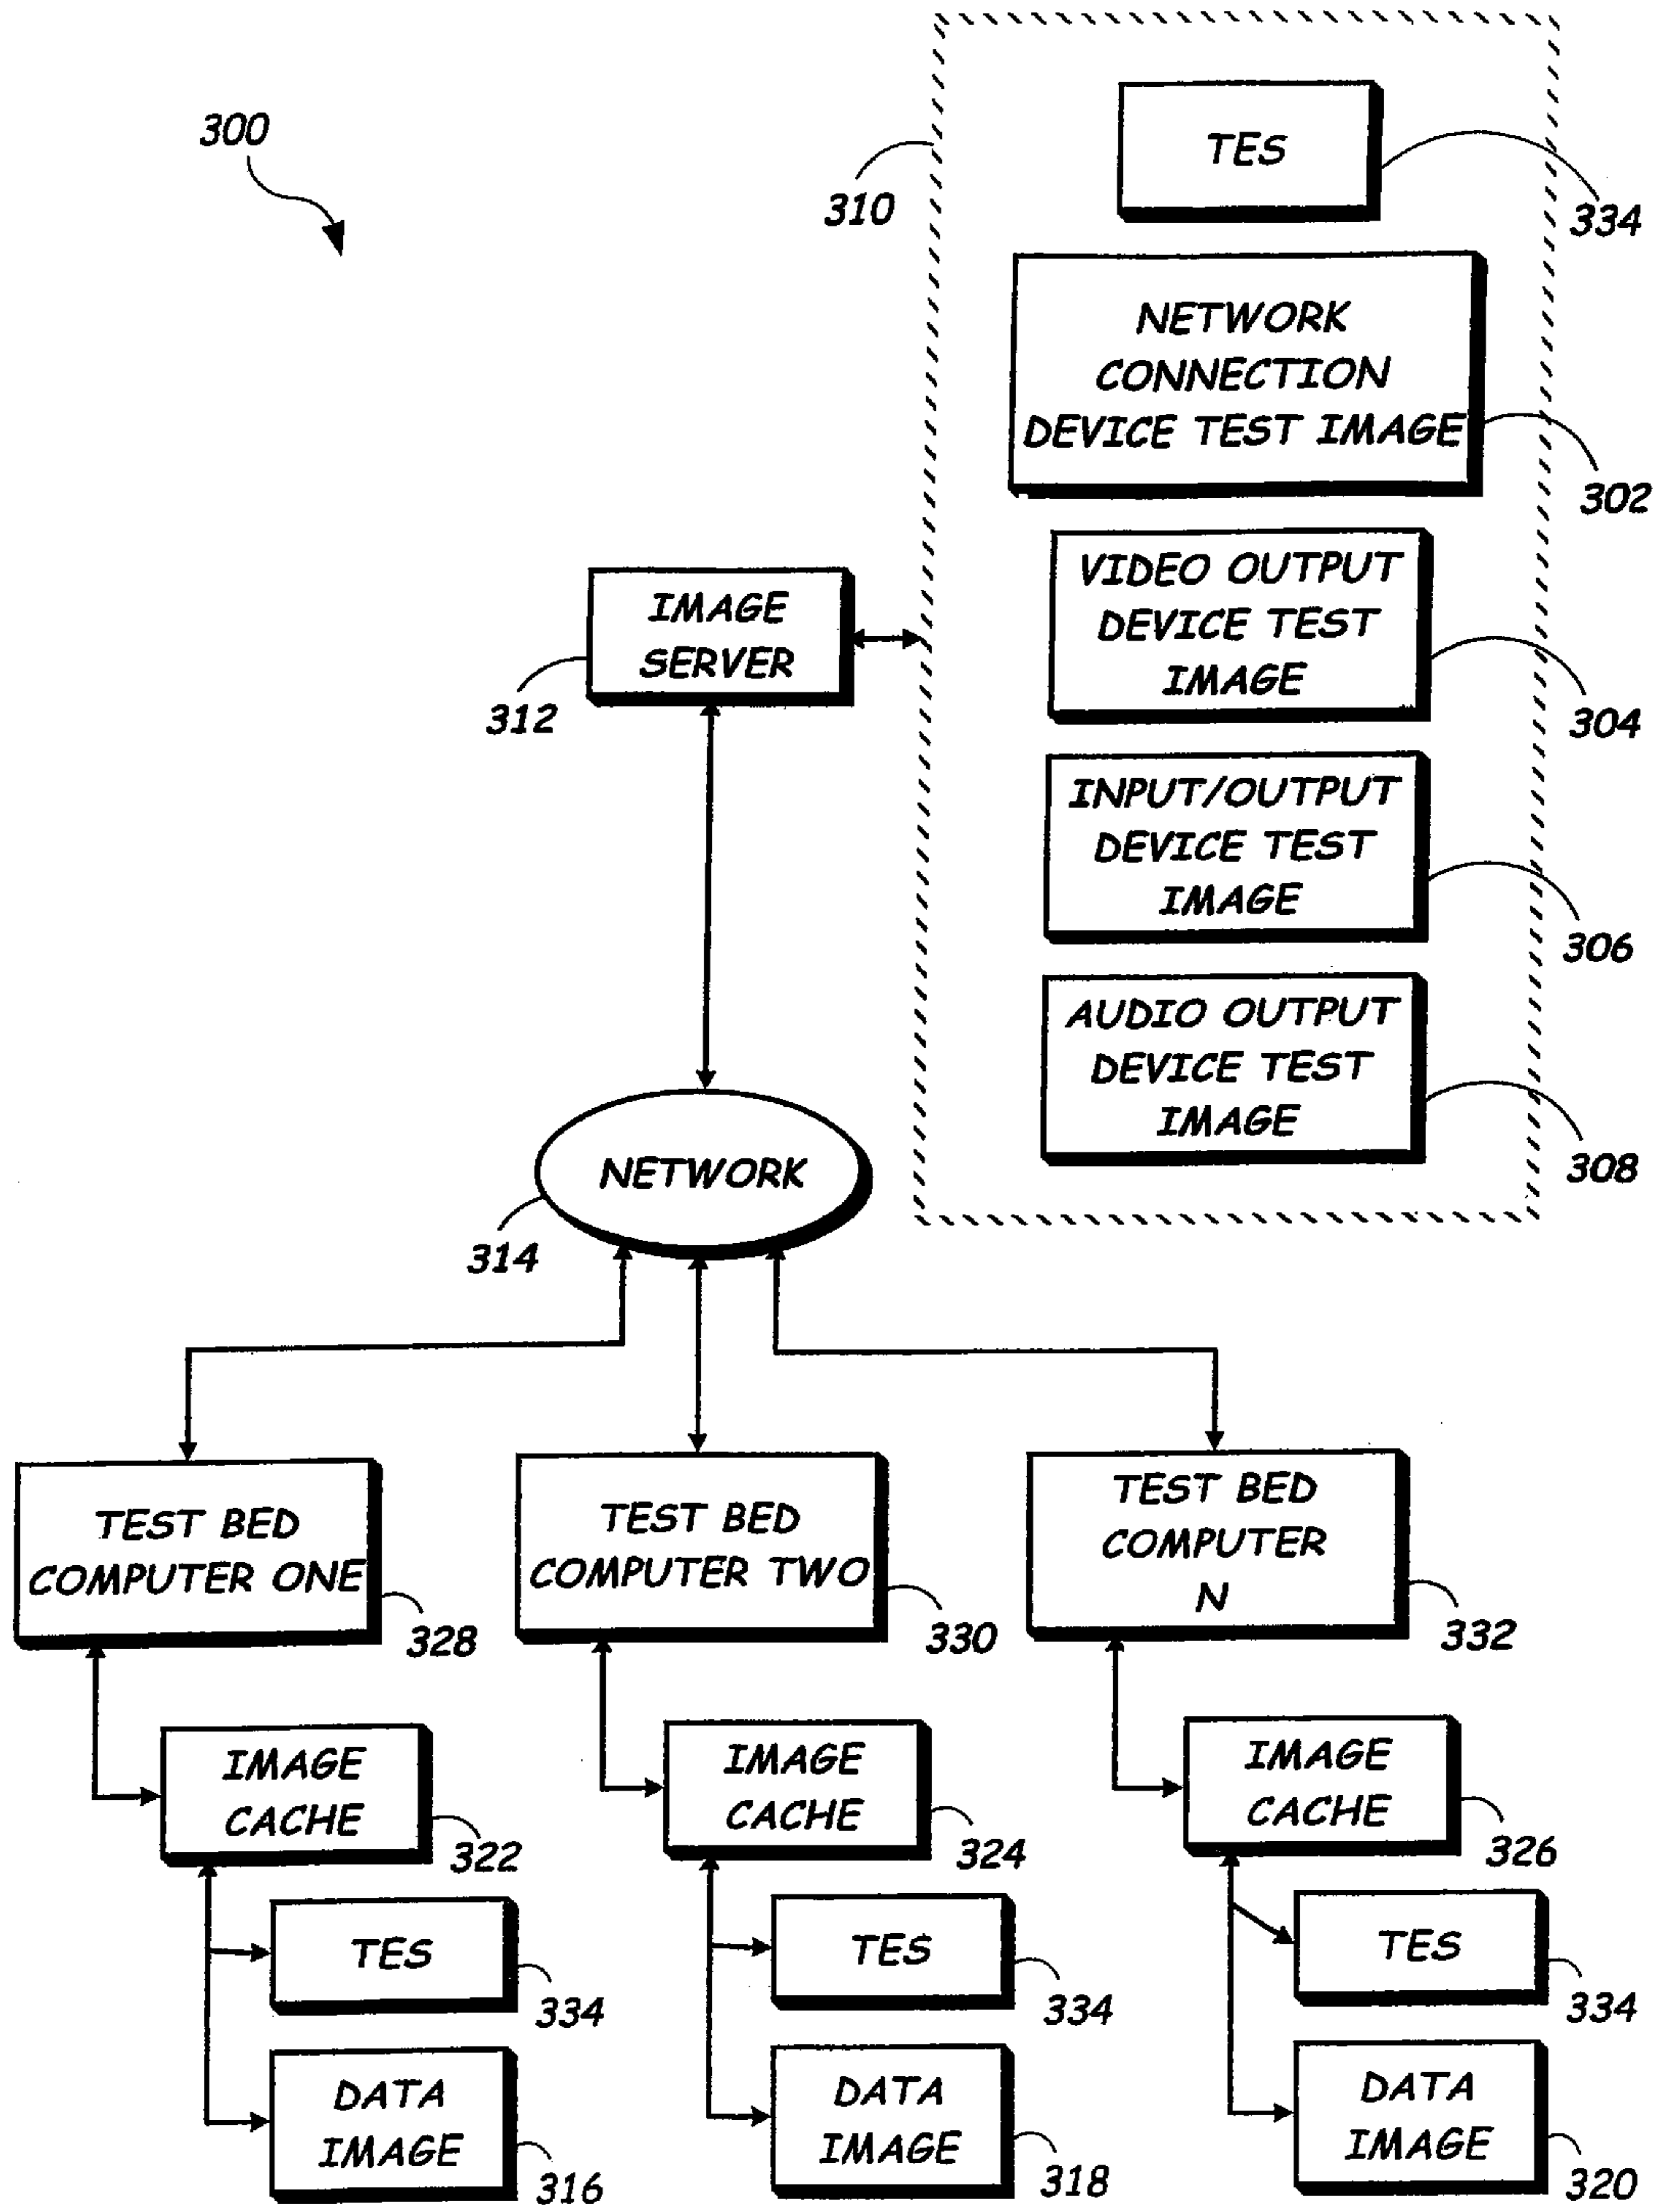 300
310
TES
334
NETWORK
CONNECTION
DEVICE TEST IMAGE
302
VIDEO OUTPUT
DEVICE TEST
IMAGE
304
IMAGE
SERVER
312
INPUT/OUTPUT
DEVICE TEST
IMAGE
306
AUDIO OUTPUT
DEVICE TEST
IMAGE
308
NETWORK
314
TEST BED
COMPUTER ONE
328
TEST BED
COMPUTER TWO
330
TEST BED
COMPUTER
N
332
IMAGE
CACHE
322
IMAGE
CACHE
324
IMAGE
CACHE
326
TES
334
TES
334
TES
334
DATA
IMAGE
316
DATA
IMAGE
318
DATA
IMAGE
320